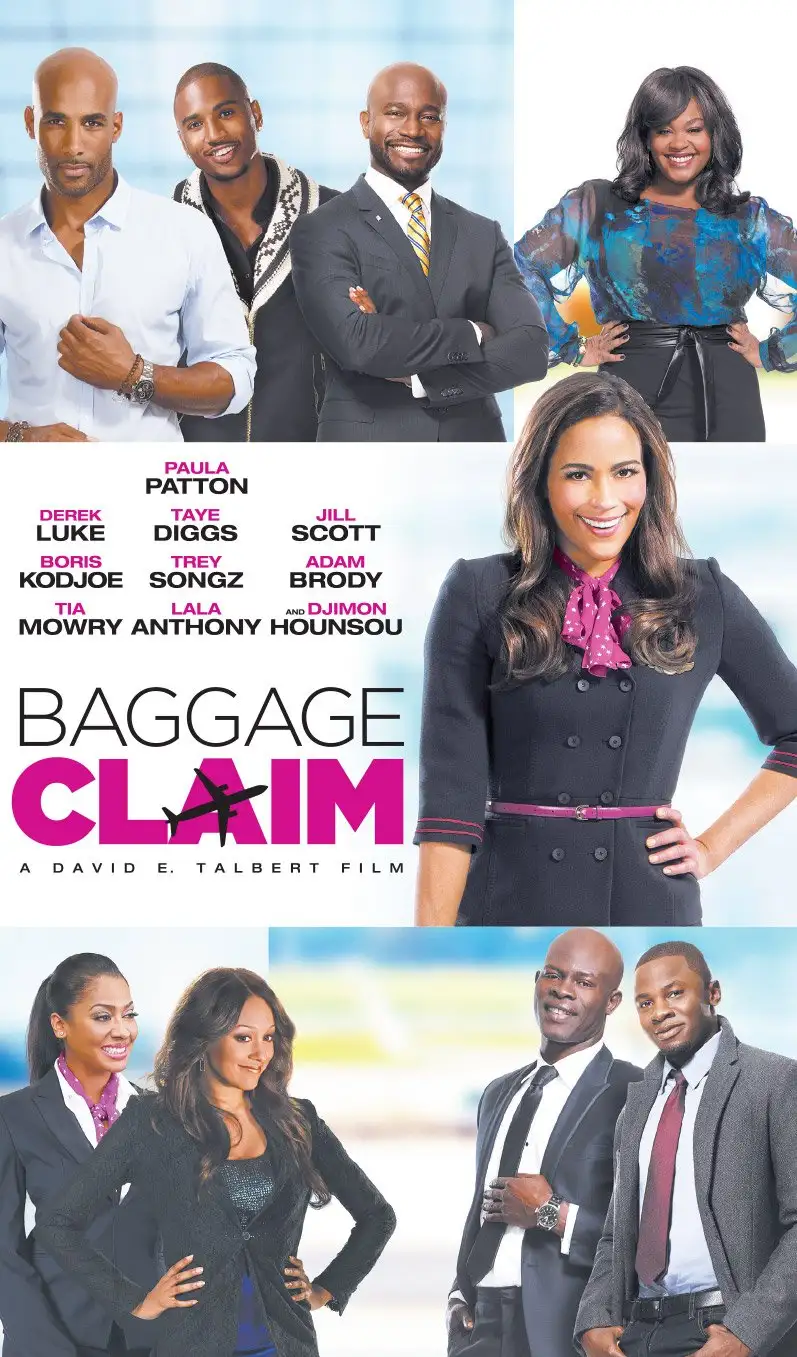 PAULA
PATTON
DEREK TAYE JILL
LUKE DIGGS SCOTT
BORIS TREY ADAM
KODJOE SONGZ BRODY
TIA LALA AND DJIMON
MOWRY ANTHONY HOUNSOU
BAGGAGE
CLAIM
A DAVID E. TALBERT FILM